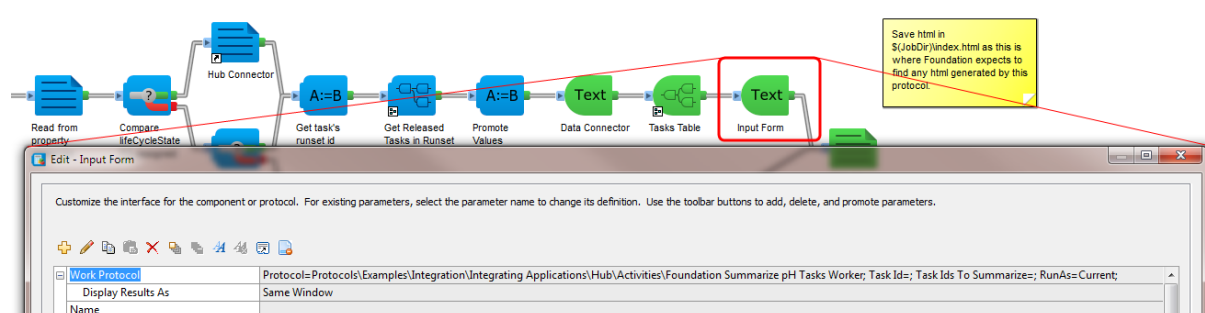 Save html in
$(JobDir)\index.html as this is
where Foundation expects to
find any html generated by this
protocol.
Hub Connector
?
A:=B
A:=B
Text
Text
Read from
property
Compare
lifeCycleState
Get task's
runset id
Get Released
Tasks in Runset
Promote
Values
Data Connector
Tasks Table
Input Form
?
Edit - Input Form
Customize the interface for the component or protocol. For existing parameters, select the parameter name to change its definition. Use the toolbar buttons to add, delete, and promote parameters.
Work Protocol
Protocol=Protocols\Examples\Integration\Integrating Applications\Hub\Activities\Foundation Summarize pH Tasks Worker; Task Id=; Task Ids To Summarize=; RunAs=Current;
Display Results As
Same Window
Name